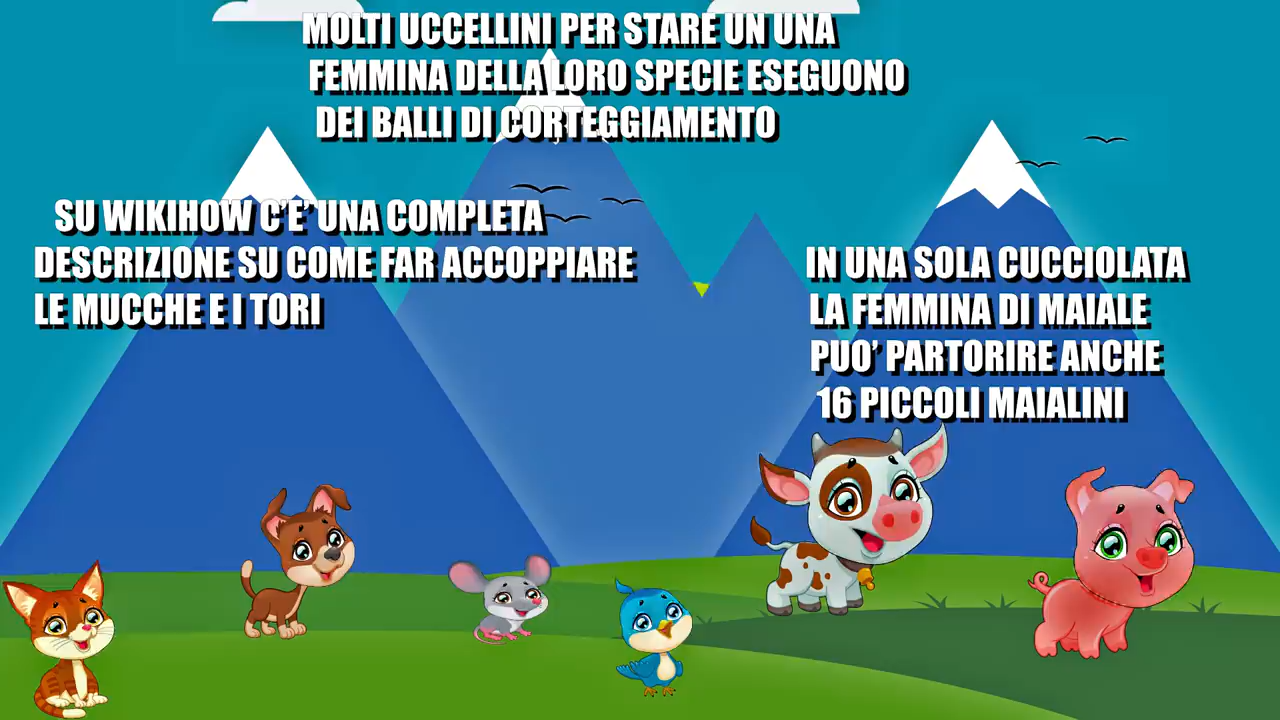 MOLTI UCCELLINI PER STARE UN UNA
FEMMINA DELLA LORO SPECIE ESEGUONO
DEI BALLI DI CORTEGGIAMENTO
SU WIKIHOW C'E' UNA COMPLETA
DESCRIZIONE SU COME FAR ACCOPPIARE
LE MUCCHE E I TORI
IN UNA SOLA CUCCIOLATA
LA FEMMINA DI MAIALE
PUO' PARTORIRE ANCHE
16 PICCOLI MAIALINI